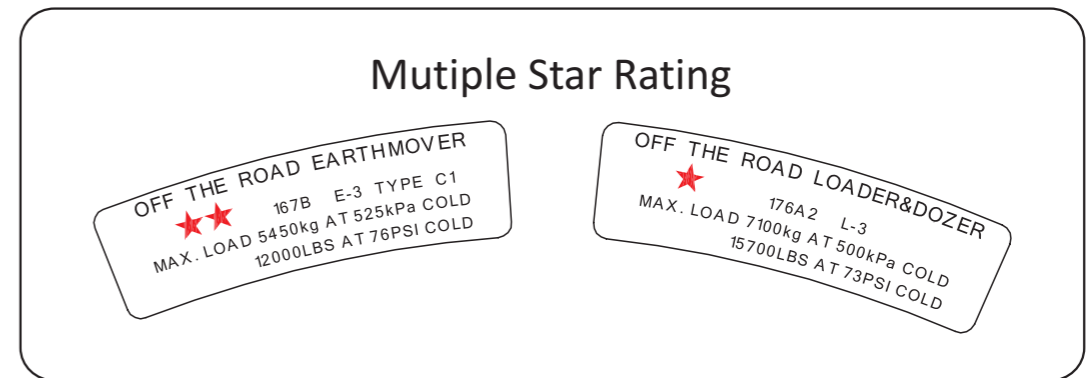 Mutiple Star Rating
OFF THE ROAD EARTHMOVER
167B E-3 TYPE C1
MAX. LOAD 5450kg AT 525kPa COLD
12000LBS AT 76PSI COLD
OFF THE ROAD LOADER&DOZER
176A2 L-3
MAX. LOAD 7100kg AT 500kPa COLD
15700LBS AT 73PSI COLD